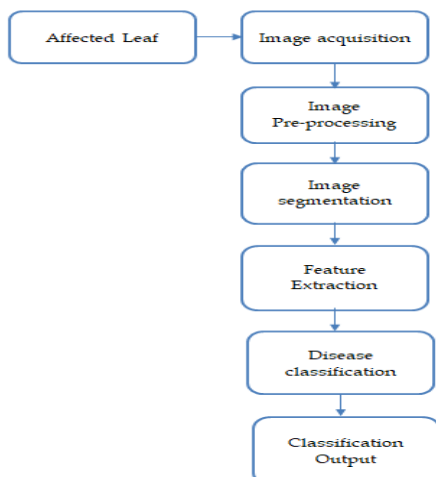 Affected Leaf
Image acquisition
Image
Pre-processing
Image
segmentation
Feature
Extraction
Disease
classification
Classification
Output